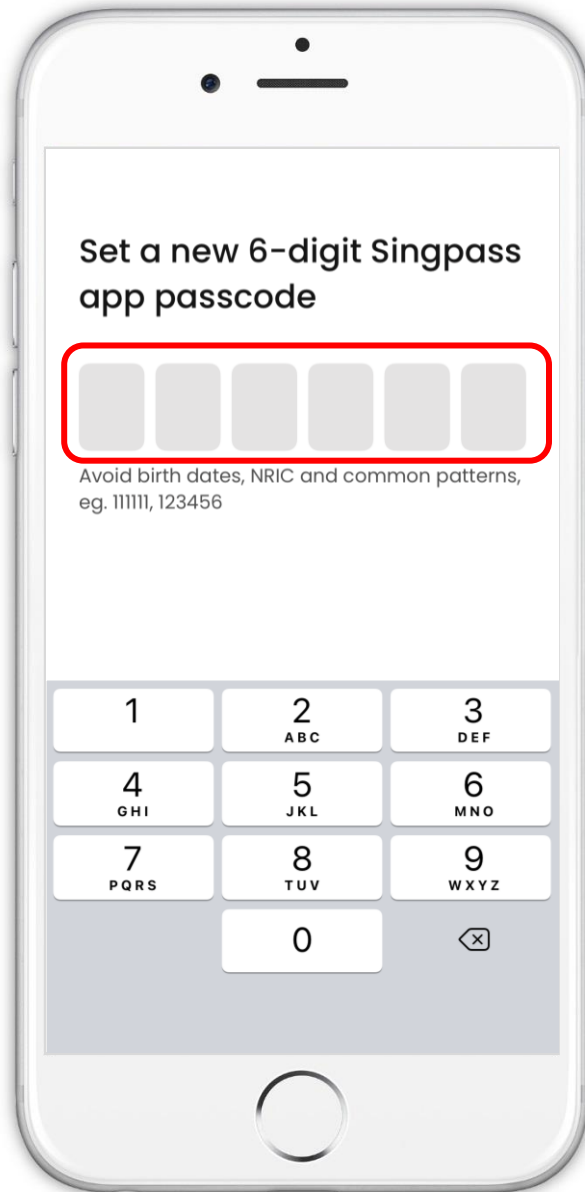 Set a new 6-digit Singpass
app passcode
Avoid birth dates, NRIC and common patterns,
eg. 111111, 123456
1
2
ABC
3
DEF
4
GHI
5
JKL
6
MNO
7
PQRS
8
TUV
9
WXYZ
0